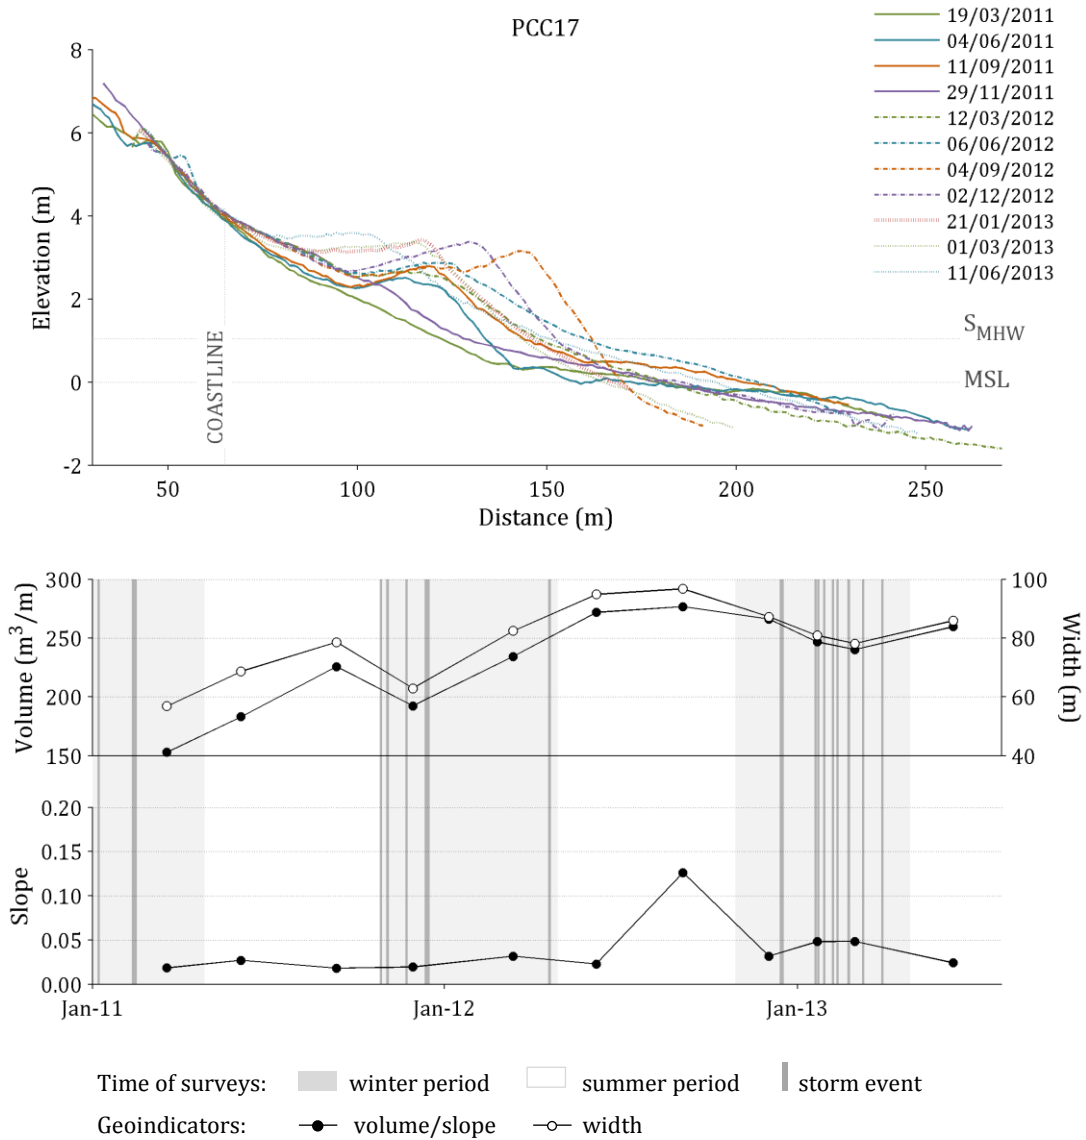 PCC17
19/03/2011
04/06/2011
11/09/2011
29/11/2011
12/03/2012
06/06/2012
04/09/2012
02/12/2012
21/01/2013
01/03/2013
11/06/2013
8
6
4
2
0
-2
Elevation (m)
COASTLINE
S_MHW
MSL
50
100
150
200
250
Distance (m)
300
250
200
150
Volume (m³/m)
100
80
60
40
Width (m)
0.20
0.15
0.10
0.05
0.00
Slope
Jan-11
Jan-12
Jan-13
Time of surveys: winter period summer period storm event
Geoindicators: volume/slope width